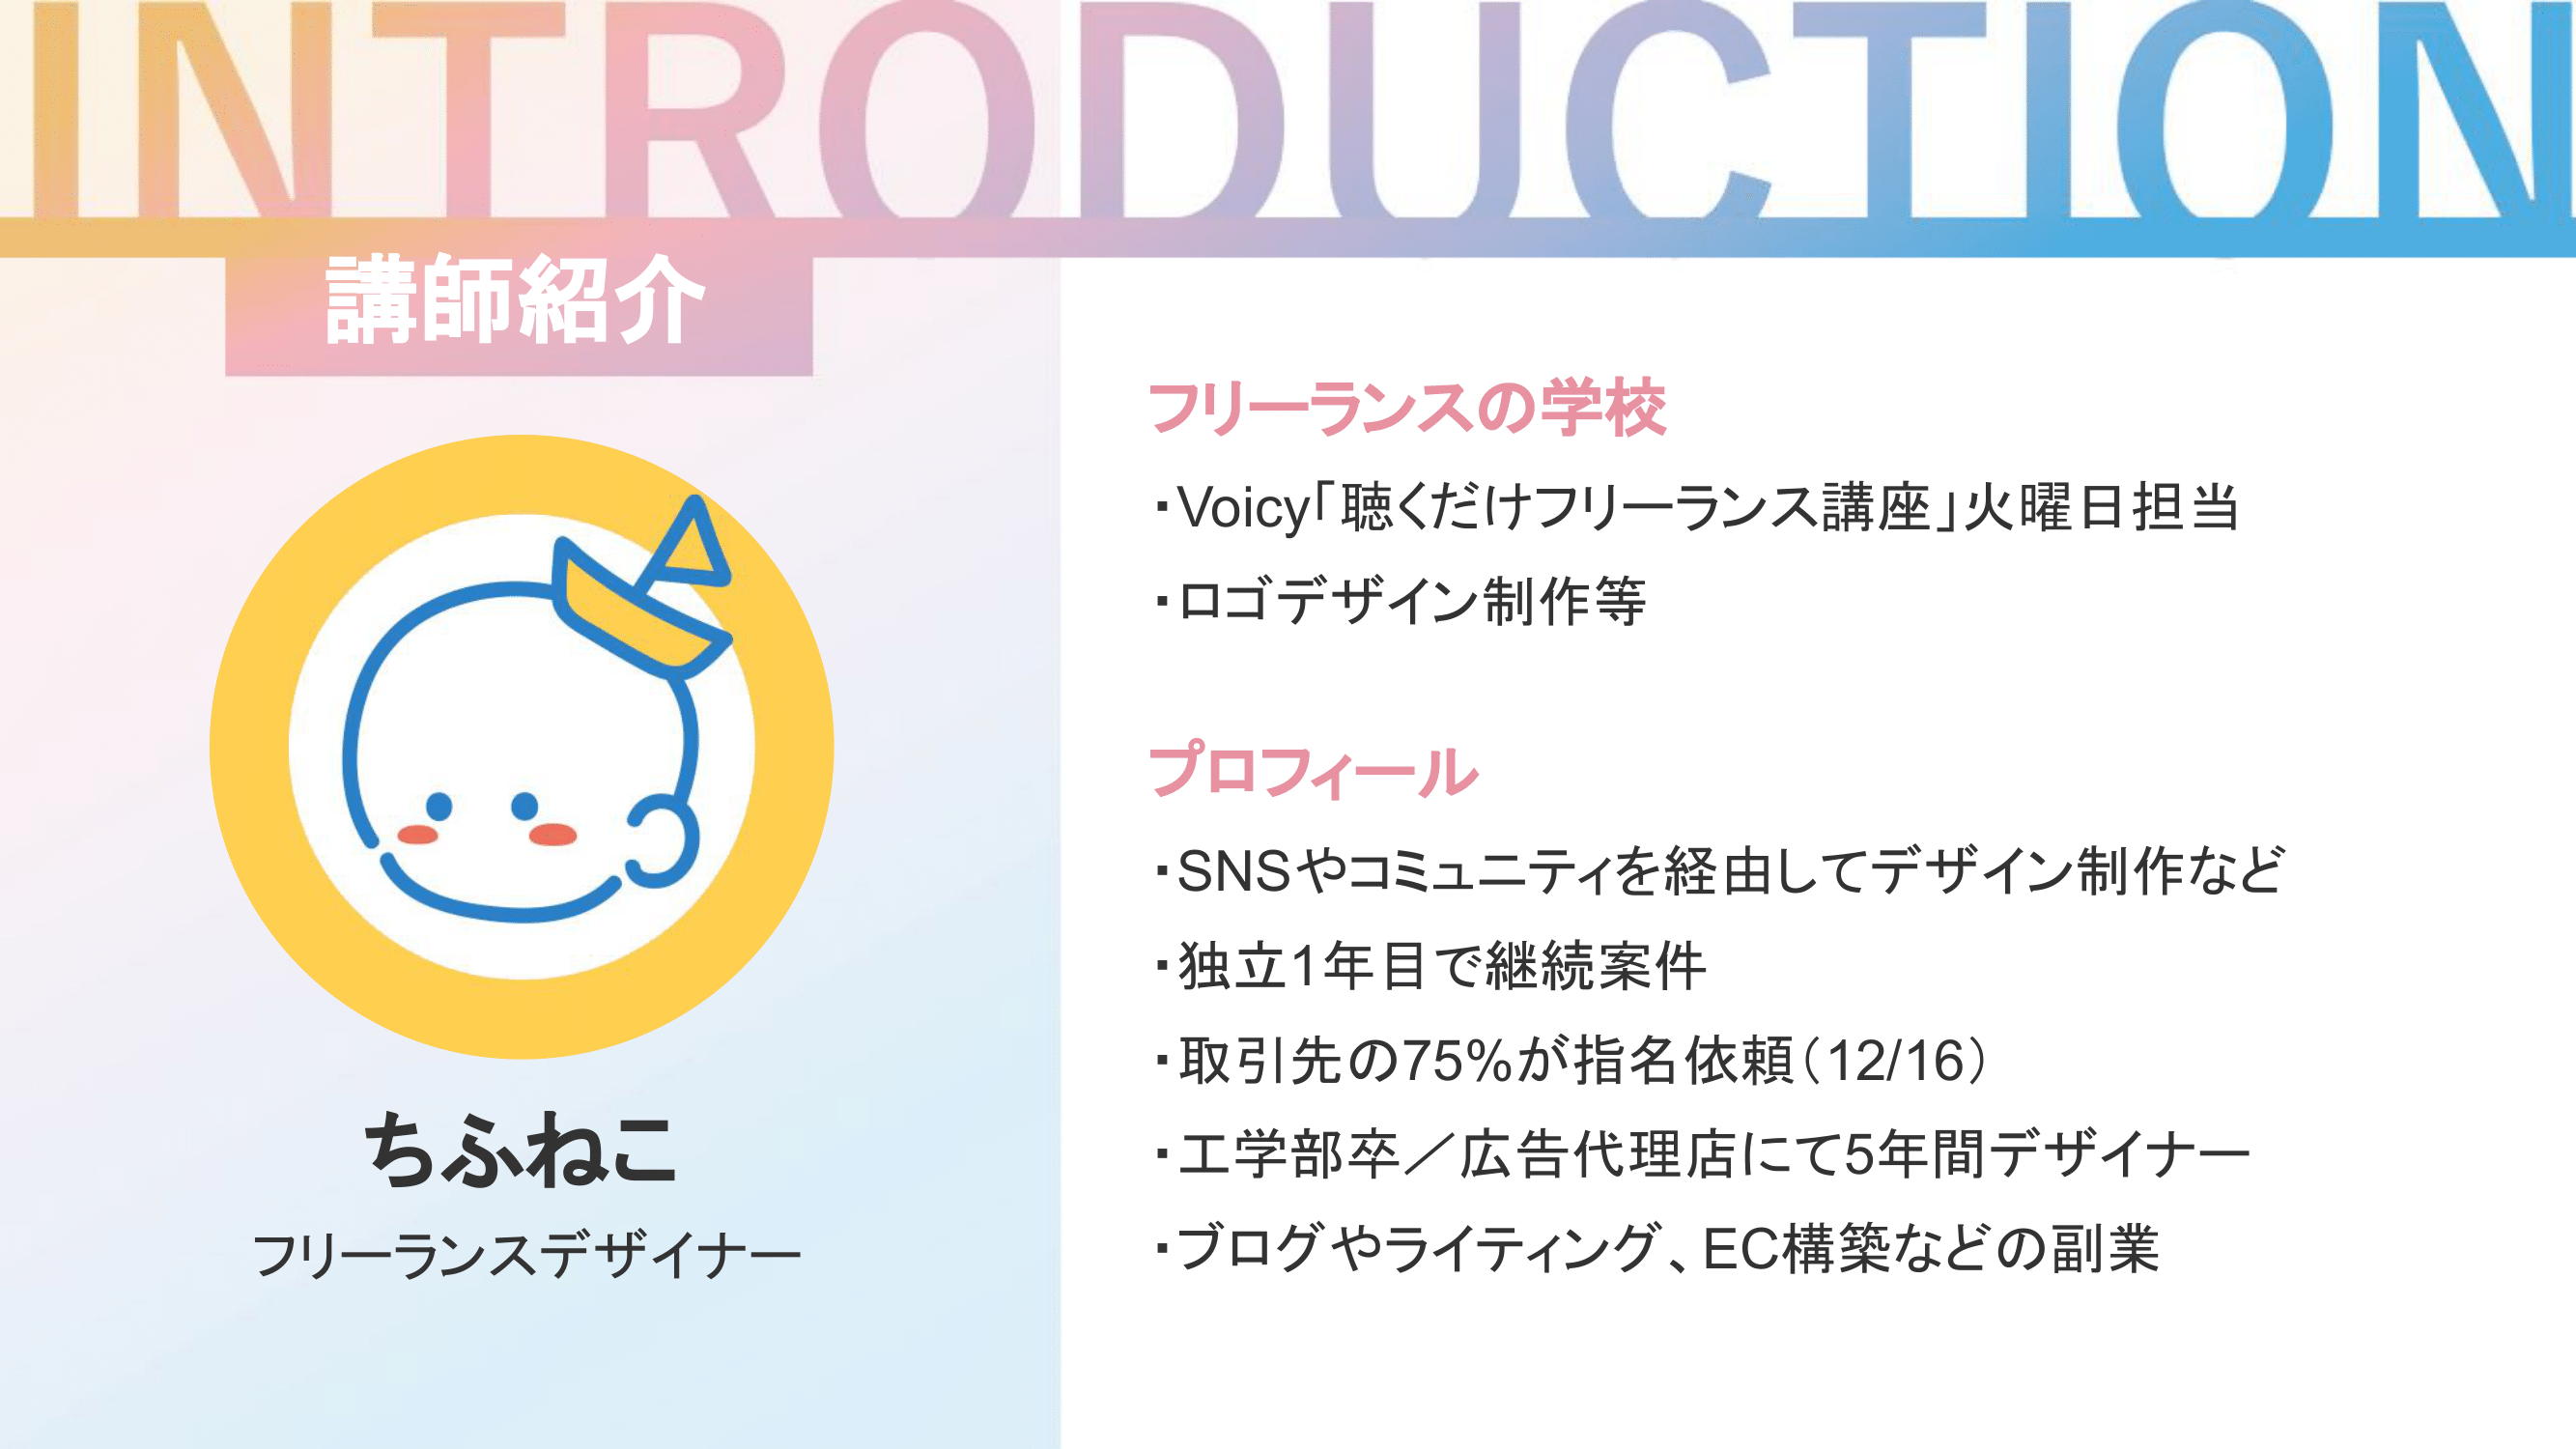 INTRODUCTION
講師紹介
ちふねこ
フリーランスデザイナー
フリーランスの学校
・Voicy「聴くだけフリーランス講座」火曜日担当
・ロゴデザイン制作等
プロフィール
・SNSやコミュニティを経由してデザイン制作など
・独立1年目で継続案件
・取引先の75%が指名依頼（12/16）
・工学部卒／広告代理店にて5年間デザイナー
・ブログやライティング、EC構築などの副業